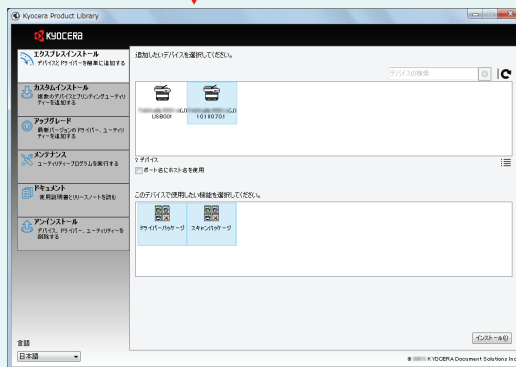 Kyocera Product Library
KYOCERA
エクスプレスインストール
デバイスとドライバーを簡単に追加する
カスタムインストール
複数のデバイスとプリンティングユーティリ
ティーを追加する
アップグレード
最新バージョンのドライバー、ユーティリ
ティーを追加する
メンテナンス
ユーティリティープログラムを実行する
ドキュメント
使用説明書とリリースノートを読む
アンインストール
デバイス、ドライバー、ユーティリティーを
削除する
言語
日本語
追加したいデバイスを選択してください。
デバイスの検索
USB001
10.180.70.1
2 デバイス
ポート名にホスト名を使用
このデバイスで使用したい機能を選択してください。
ドライバーパッケージ
スキャンパッケージ
インストール(I)
© KYOCERA Document Solutions Inc.